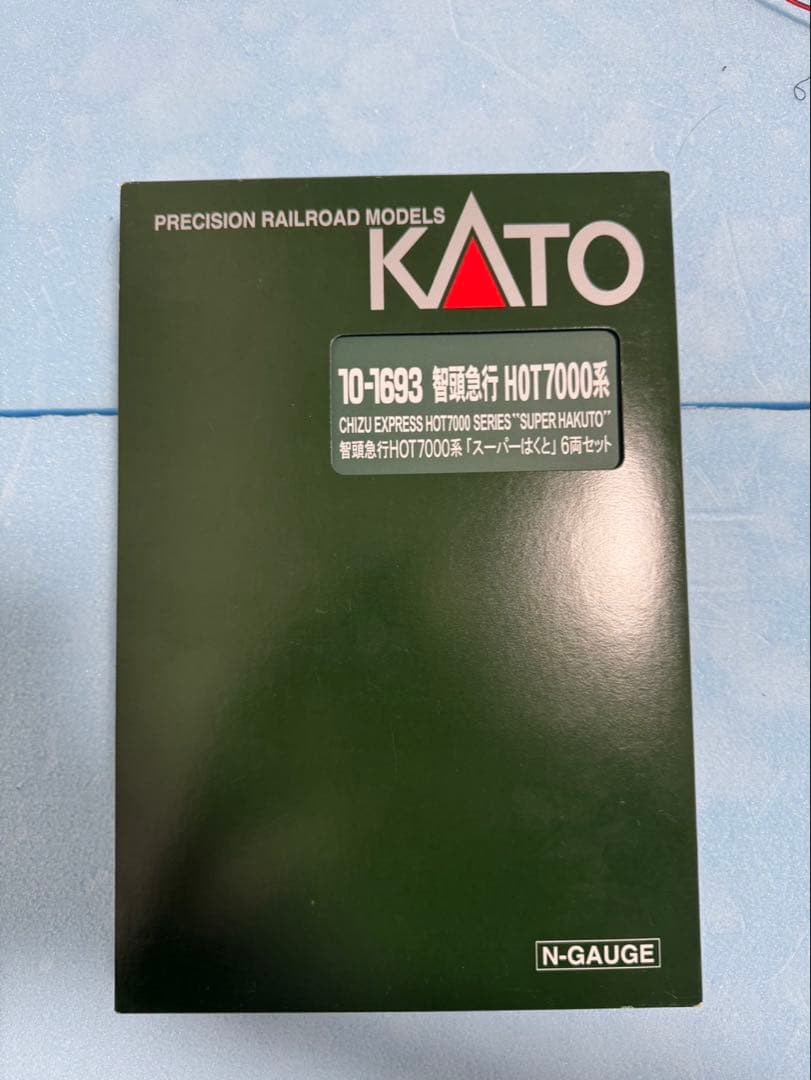 PRECISION RAILROAD MODELS
KATO
10-1693 智頭急行 HOT7000系
CHIZU EXPRESS HOT7000 SERIES "SUPER HAKUTO"
智頭急行HOT7000系「スーパーはくと」6両セット
N-GAUGE